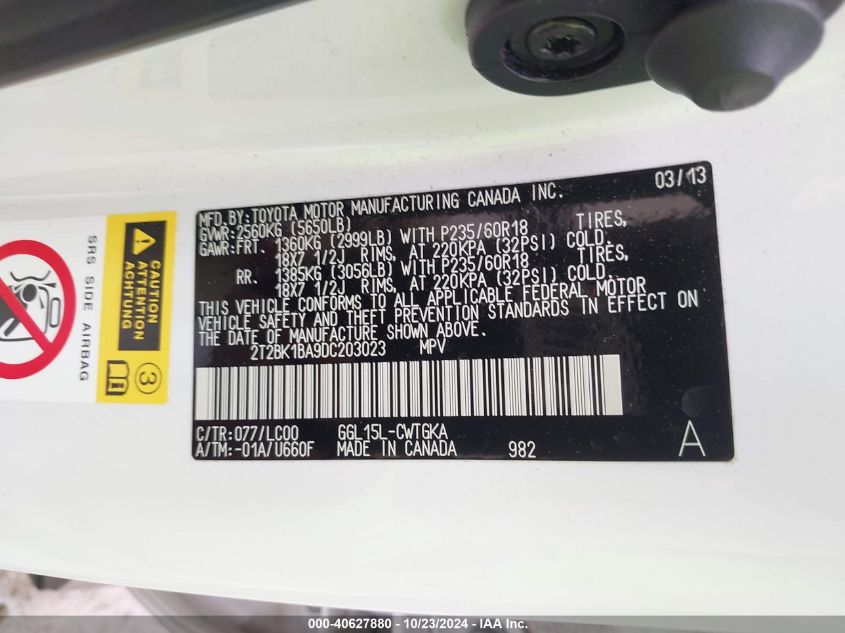 03/13
MFD.BY:TOYOTA MOTOR MANUFACTURING CANADA INC.
GVWR:2560KG (5650LB)
GAWR:FRT. 1360KG (2999LB) WITH P235/60R18 TIRES,
18X7 1/2J RIMS, AT 220KPA (32PSI) COLD.
RR. 1385KG (3056LB) WITH P235/60R18 TIRES,
18X7 1/2J RIMS, AT 220KPA (32PSI) COLD.
THIS VEHICLE CONFORMS TO ALL APPLICABLE FEDERAL MOTOR
VEHICLE SAFETY AND THEFT PREVENTION STANDARDS IN EFFECT ON
THE DATE OF MANUFACTURE SHOWN ABOVE.
2T2BK1BA9DC203023 MPV
C/TR:077/LC00 GGL15L-CWTGKA
A/TM:-01A/U660F MADE IN CANADA 982
A
SRS SIDE AIRBAG
CAUTION
ATTENTION
ACHTUNG
3
000-40627880 - 10/23/2024 - IAA Inc.